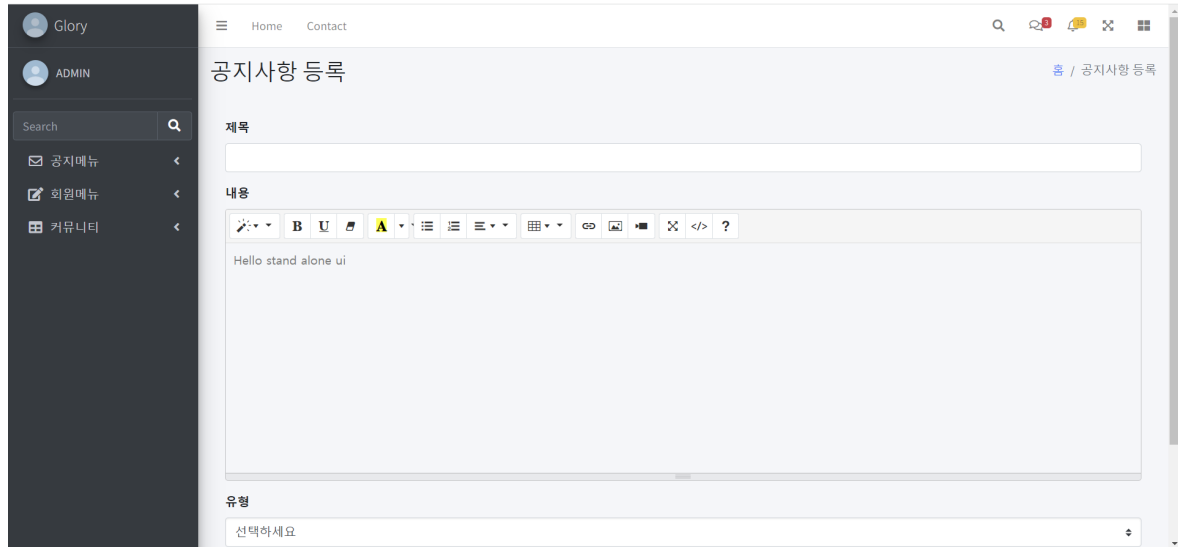 Glory
Home Contact
3
15
ADMIN
공지사항 등록
홈 / 공지사항 등록
Search
공지메뉴
회원메뉴
커뮤니티
제목
내용
B U A </> ?
Hello stand alone ui
유형
선택하세요